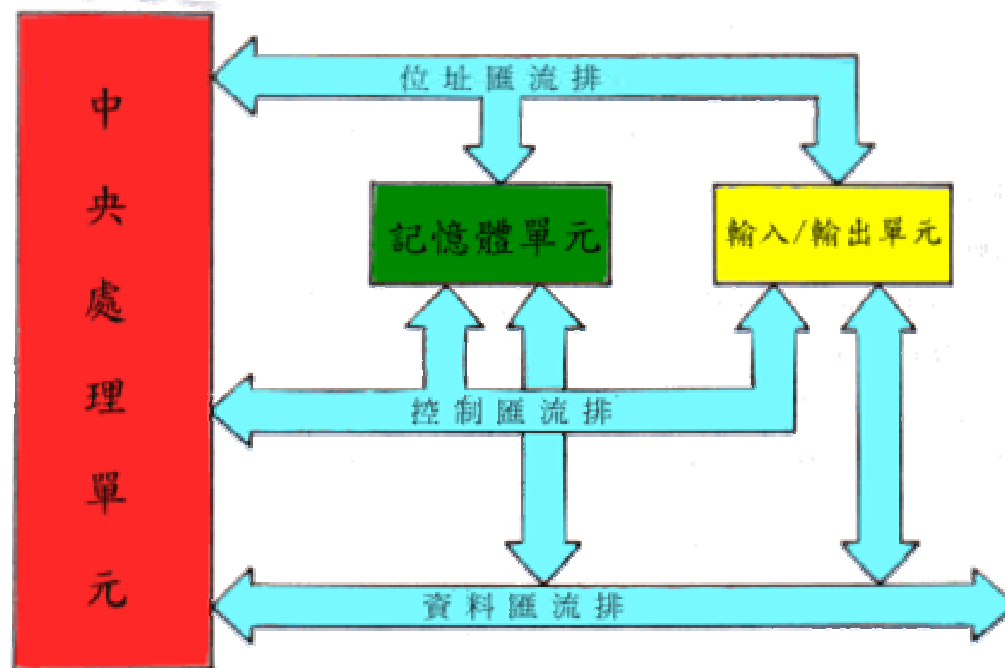 中央處理單元
位址匯流排
記憶體單元
輸入/輸出單元
控制匯流排
資料匯流排